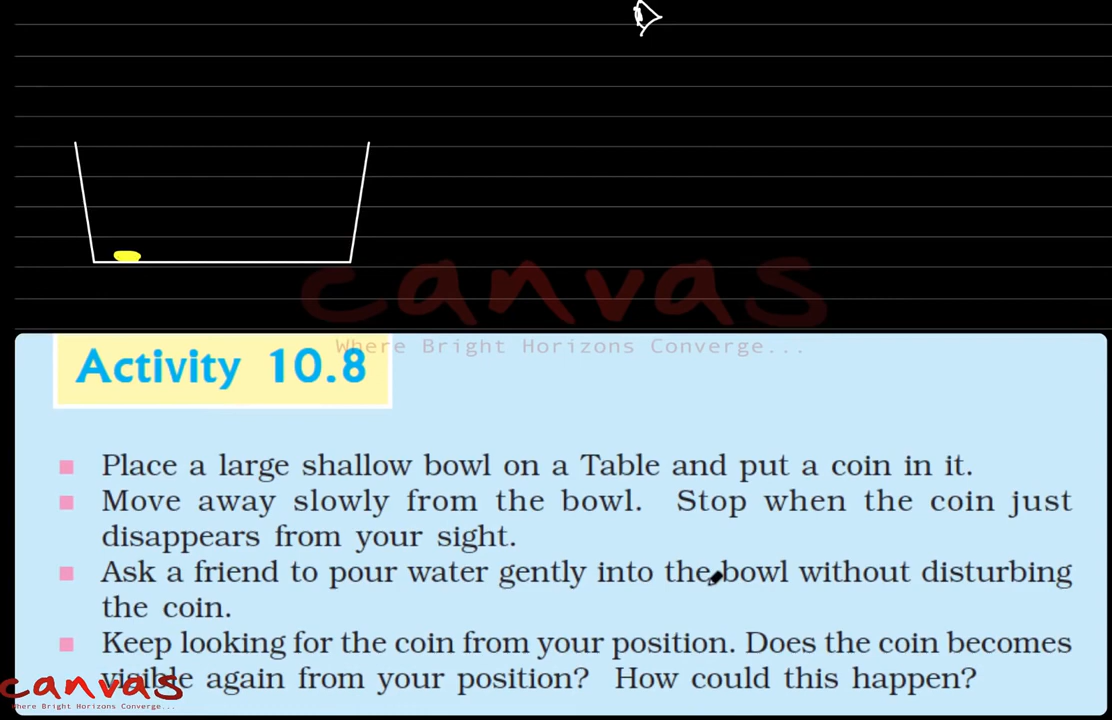 canvas
Where Bright Horizons Converge...
Activity 10.8
Place a large shallow bowl on a Table and put a coin in it.
Move away slowly from the bowl. Stop when the coin just
disappears from your sight.
Ask a friend to pour water gently into the bowl without disturbing
the coin.
Keep looking for the coin from your position. Does the coin becomes
visible again from your position? How could this happen?
canvas
Where Bright Horizons Converge...